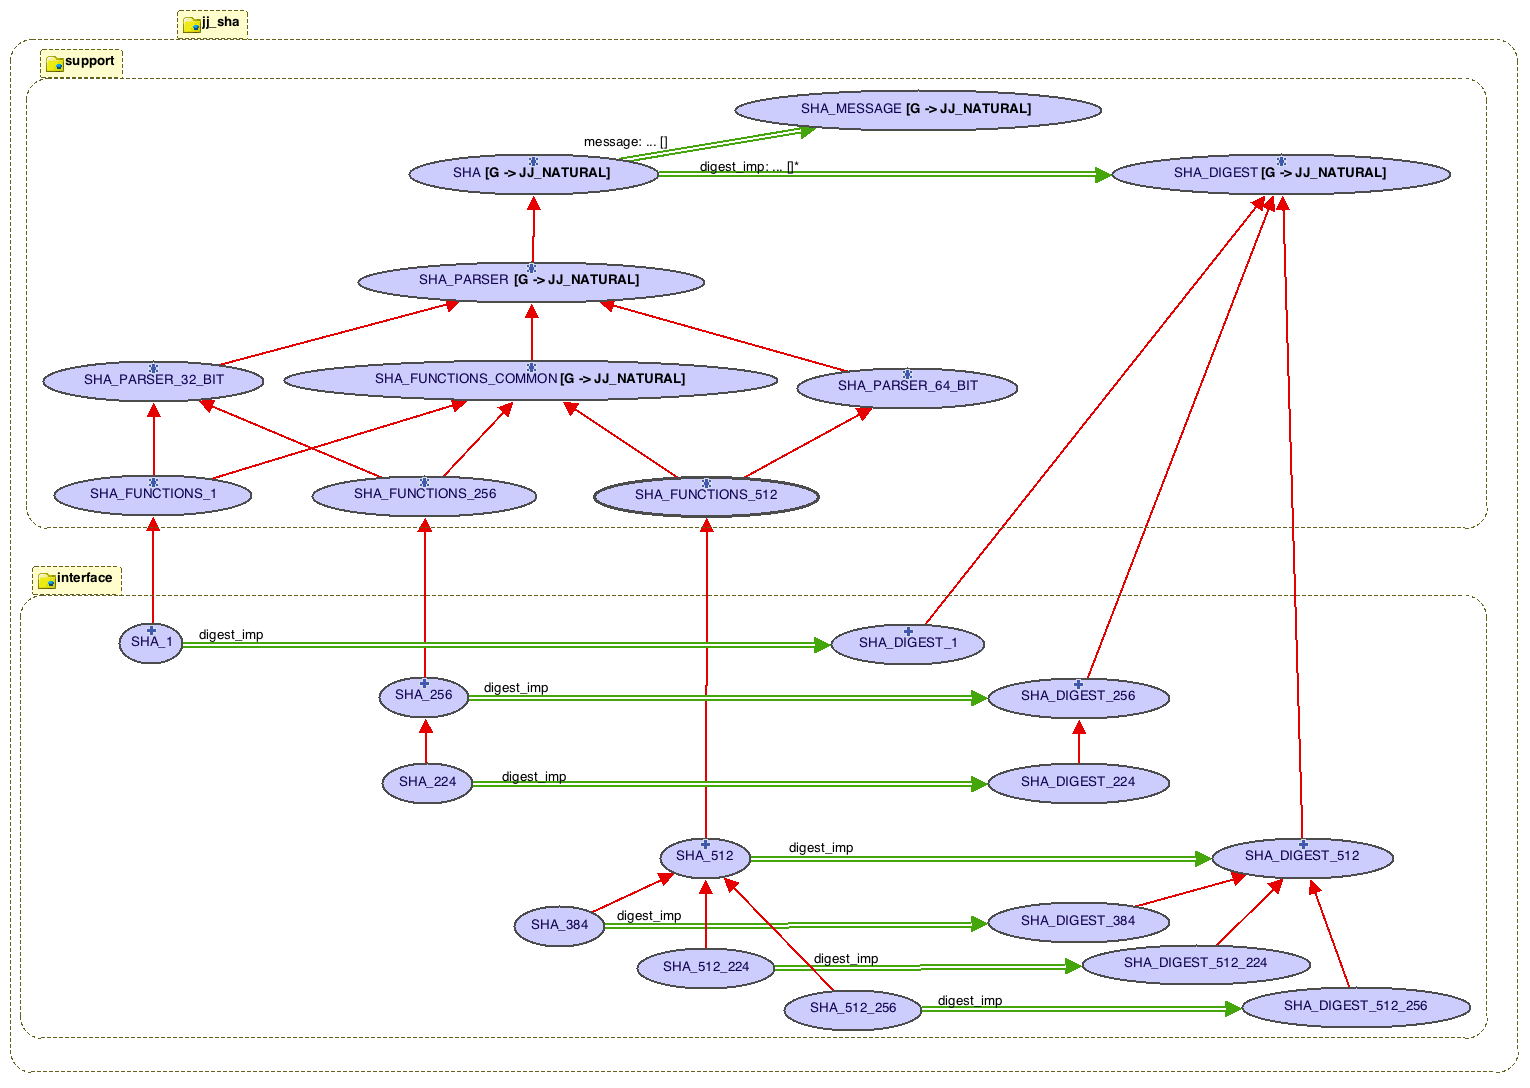 jj_sha
support
SHA_MESSAGE [G -> JJ_NATURAL]
message: ... []
SHA [G -> JJ_NATURAL]
digest_imp: ... []*
SHA_DIGEST [G -> JJ_NATURAL]
SHA_PARSER [G -> JJ_NATURAL]
SHA_PARSER_32_BIT
SHA_FUNCTIONS_COMMON [G -> JJ_NATURAL]
SHA_PARSER_64_BIT
SHA_FUNCTIONS_1
SHA_FUNCTIONS_256
SHA_FUNCTIONS_512
interface
SHA_1
digest_imp
SHA_DIGEST_1
SHA_256
digest_imp
SHA_DIGEST_256
SHA_224
digest_imp
SHA_DIGEST_224
SHA_512
digest_imp
SHA_DIGEST_512
SHA_384
digest_imp
SHA_DIGEST_384
SHA_512_224
digest_imp
SHA_DIGEST_512_224
SHA_512_256
digest_imp
SHA_DIGEST_512_256